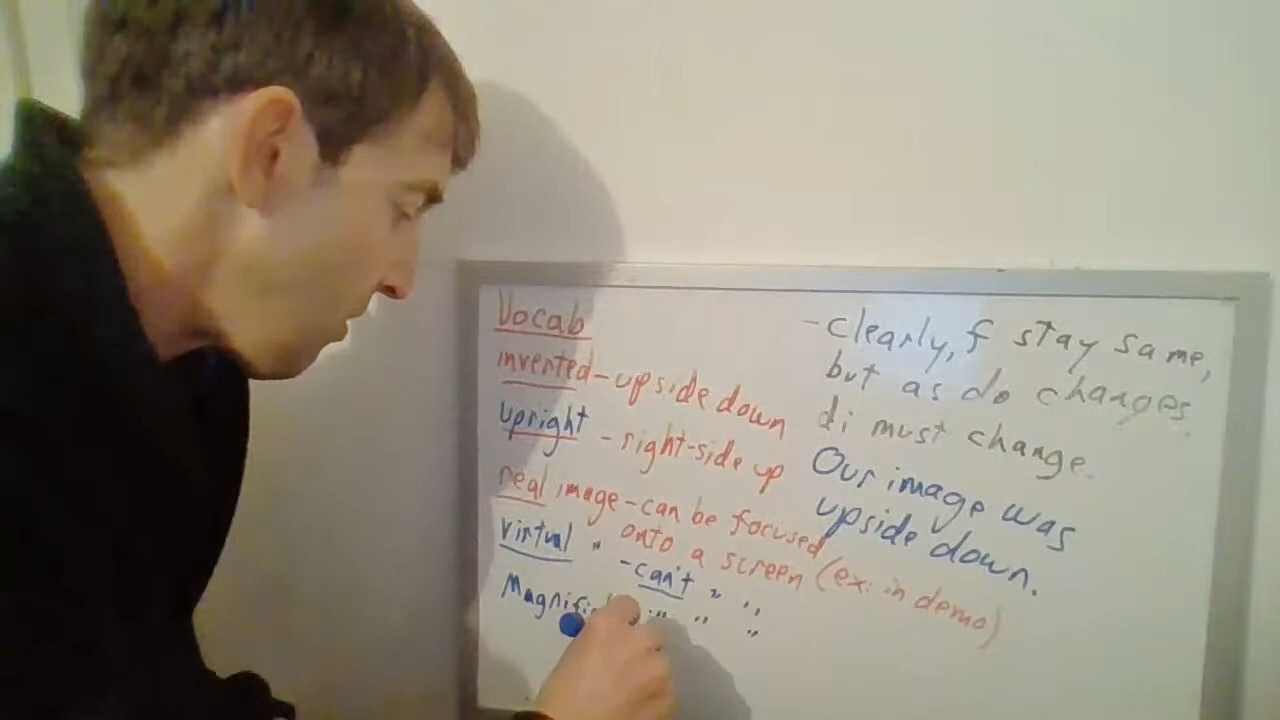 Vocab
inverted - upside down
upright - right-side up
real image - can be focused
onto a screen (ex: in demo)
virtual " - can't " "
" " "
- clearly, f stay same,
but as do changes
di must change.
Our image was
upside down.